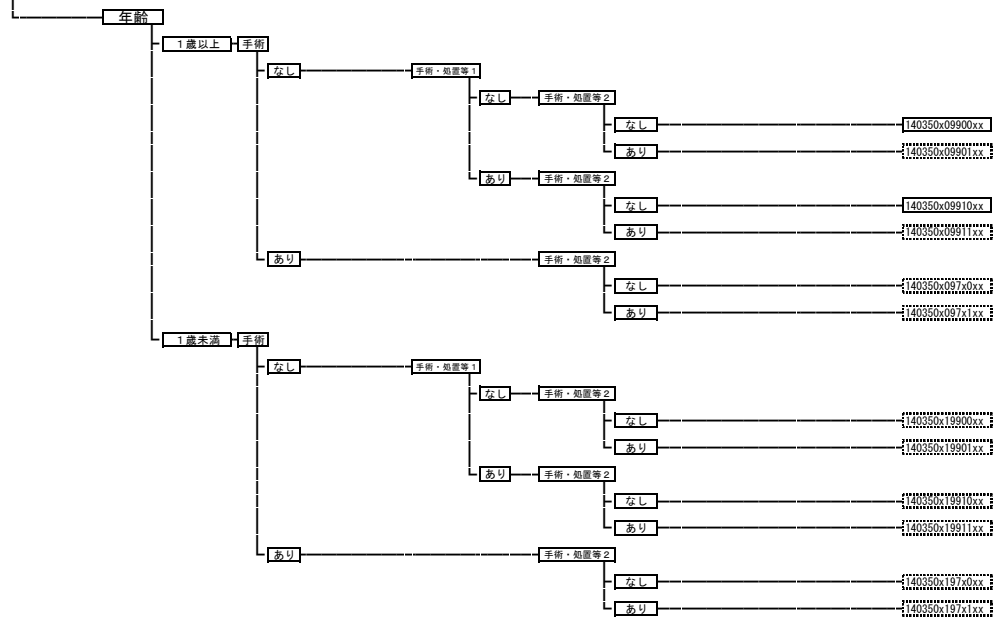 年齢
１歳以上 手術
なし 手術・処置等１
なし 手術・処置等２
なし 140350x09900xx
あり 140350x09901xx
あり 手術・処置等２
なし 140350x09910xx
あり 140350x09911xx
あり 手術・処置等２
なし 140350x097x0xx
あり 140350x097x1xx
１歳未満 手術
なし 手術・処置等１
なし 手術・処置等２
なし 140350x19900xx
あり 140350x19901xx
あり 手術・処置等２
なし 140350x19910xx
あり 140350x19911xx
あり 手術・処置等２
なし 140350x197x0xx
あり 140350x197x1xx